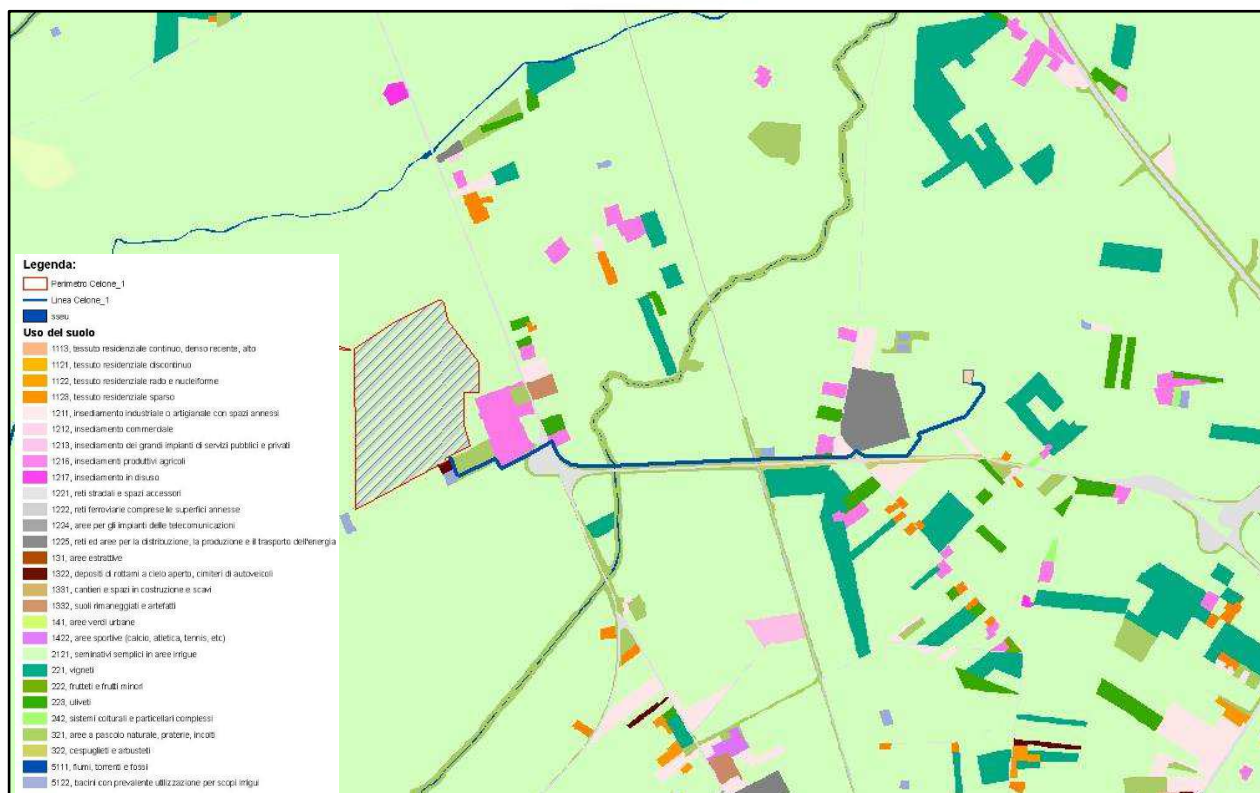 Legenda:
Perimetro Celone_1
Linea Celone_1
sseu
Uso del suolo
1113, tessuto residenziale continuo, denso recente, alto
1121, tessuto residenziale discontinuo
1122, tessuto residenziale rado e nucleiforme
1123, tessuto residenziale sparso
1211, insediamento industriale o artigianale con spazi annessi
1212, insediamento commerciale
1213, insediamento dei grandi impianti di servizi pubblici e privati
1216, insediamenti produttivi agricoli
1217, insediamento in disuso
1221, reti stradali e spazi accessori
1222, reti ferroviarie comprese le superfici annesse
1224, aree per gli impianti delle telecomunicazioni
1225, reti ed aree per la distribuzione, la produzione e il trasporto dell'energia
131, aree estrattive
1322, depositi di rottami a cielo aperto, cimiteri di autoveicoli
1331, cantieri e spazi in costruzione e scavi
1332, suoli rimaneggiati e artefatti
141, aree verdi urbane
1422, aree sportive (calcio, atletica, tennis, etc)
2121, seminativi semplici in aree irrigue
221, vigneti
222, frutteti e frutti minori
223, uliveti
242, sistemi colturali e particellari complessi
321, aree a pascolo naturale, praterie, incolti
322, cespuglieti e arbusteti
5111, fiumi, torrenti e fossi
5122, bacini con prevalente utilizzazione per scopi irrigui